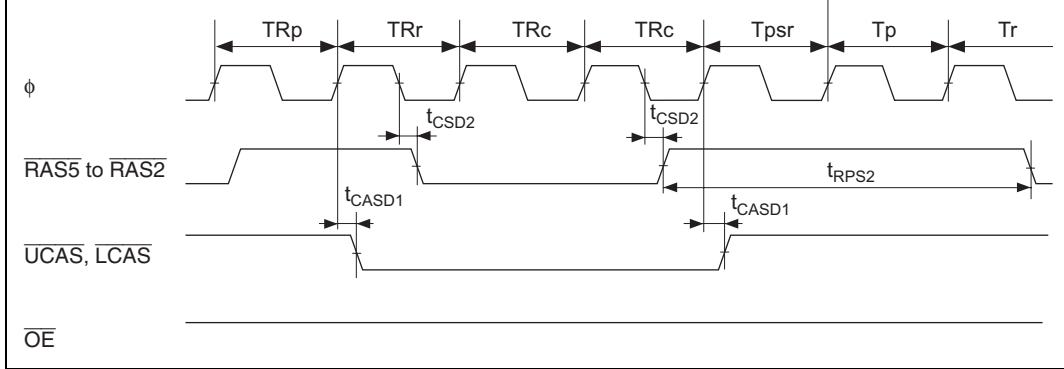 TRp TRr TRc TRc Tpsr Tp Tr
ϕ
tCSD2 tCSD2
RAS5 to RAS2
tRPS2
tCASD1 tCASD1
UCAS, LCAS
OE